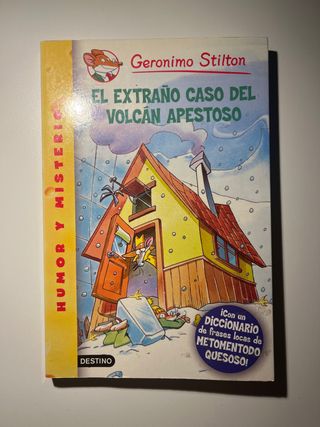 Geronimo Stilton
EL EXTRAÑO CASO DEL
VOLCÁN APESTOSO
HUMOR Y MISTERIO
¡Con un
DICCIONARIO
de frases locas de
METOMENTODO
QUESOSO!
DESTINO